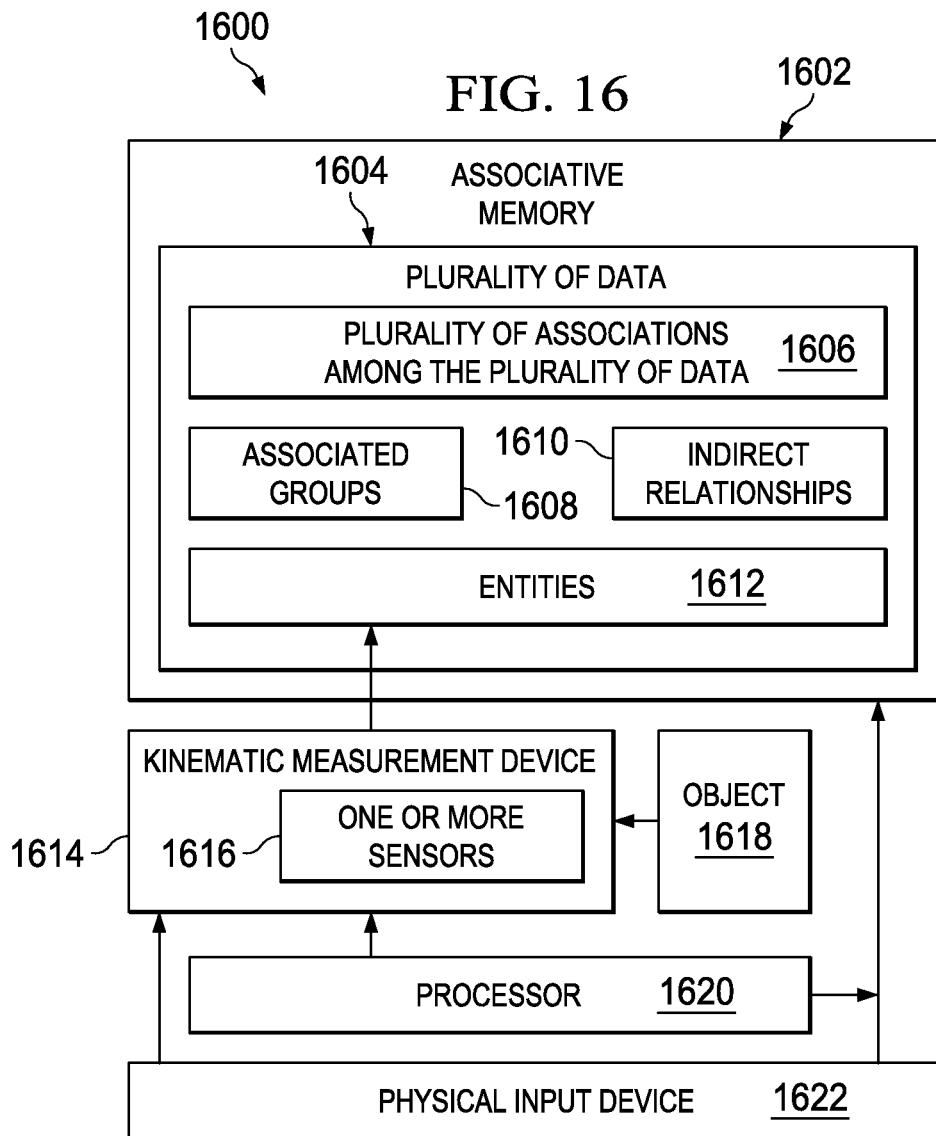 1600
FIG. 16
1602
ASSOCIATIVE
MEMORY
1604
PLURALITY OF DATA
PLURALITY OF ASSOCIATIONS
AMONG THE PLURALITY OF DATA
1606
ASSOCIATED
GROUPS
1608
1610
INDIRECT
RELATIONSHIPS
ENTITIES 1612
KINEMATIC MEASUREMENT DEVICE
1614
1616
ONE OR MORE
SENSORS
OBJECT
1618
PROCESSOR 1620
PHYSICAL INPUT DEVICE 1622